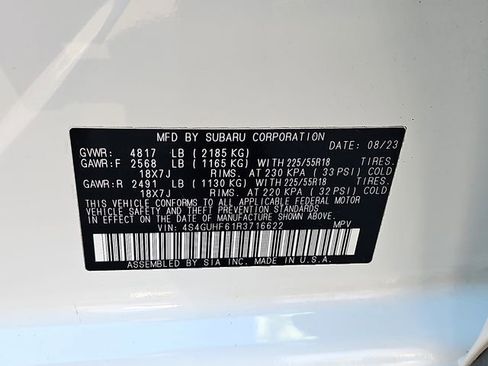 MFD BY SUBARU CORPORATION DATE: 08/23
GVWR: 4817 LB (2185 KG)
GAWR:F 2568 LB (1165 KG) WITH 225/55R18 TIRES.
18X7J RIMS, AT 230 KPA (33 PSI) COLD
GAWR:R 2491 LB (1130 KG) WITH 225/55R18 TIRES.
18X7J RIMS, AT 220 KPA (32 PSI) COLD
THIS VEHICLE CONFORMS TO ALL APPLICABLE FEDERAL MOTOR
VEHICLE SAFETY AND THEFT PREVENTION STANDARDS IN
EFFECT ON THE DATE OF MANUFACTURE SHOWN ABOVE.
VIN: 4S4GUHF61R3716622 MPV
ASSEMBLED BY SIA INC. MADE IN U.S.A.